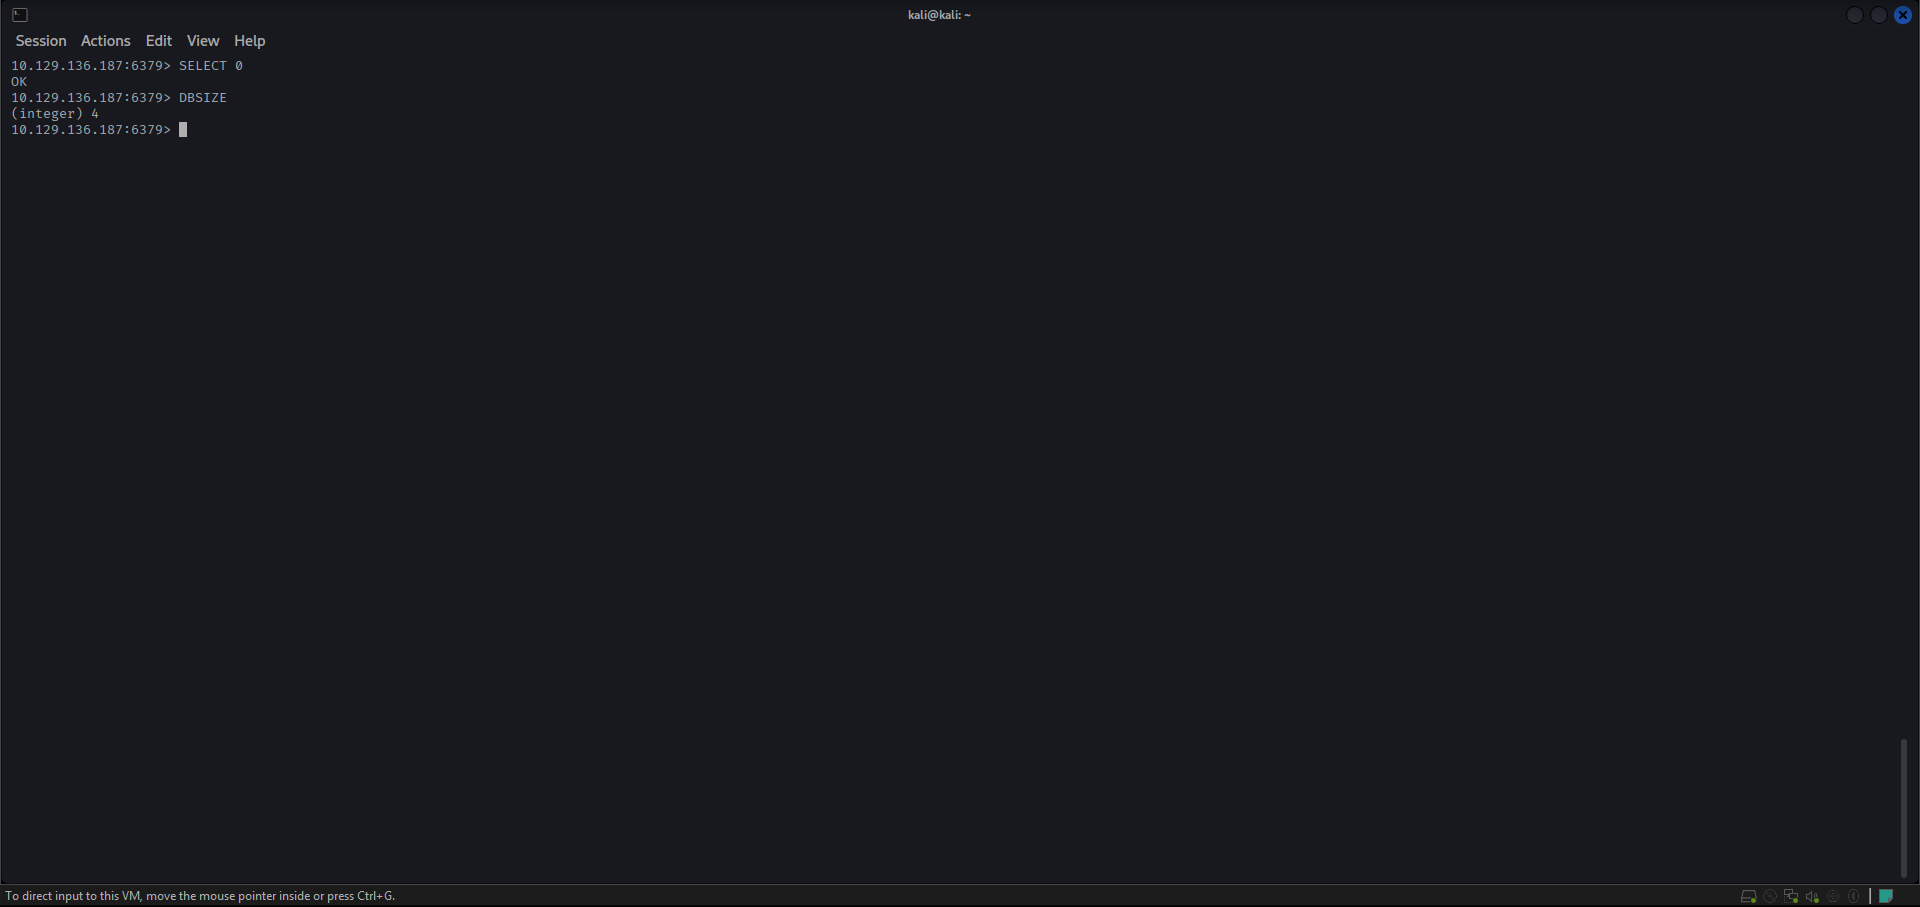 kali@kali: ~
Session Actions Edit View Help
10.129.136.187:6379> SELECT 0
OK
10.129.136.187:6379> DBSIZE
(integer) 4
10.129.136.187:6379>
To direct input to this VM, move the mouse pointer inside or press Ctrl+G.